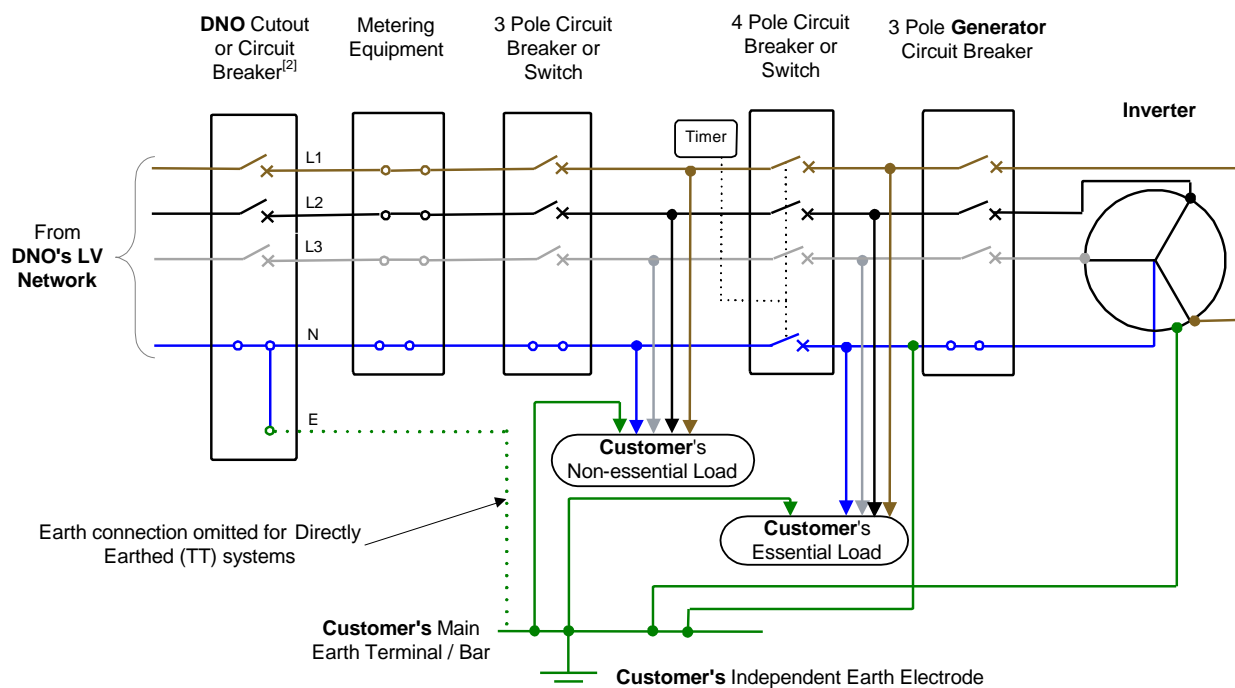 DNO Cutout
or Circuit
Breaker[2]
Metering
Equipment
3 Pole Circuit
Breaker or
Switch
4 Pole Circuit
Breaker or
Switch
3 Pole Generator
Circuit Breaker
Inverter
Timer
L1
L2
L3
N
E
From
DNO's LV
Network
Customer's
Non-essential Load
Customer's
Essential Load
Earth connection omitted for Directly
Earthed (TT) systems
Customer's Main
Earth Terminal / Bar
Customer's Independent Earth Electrode